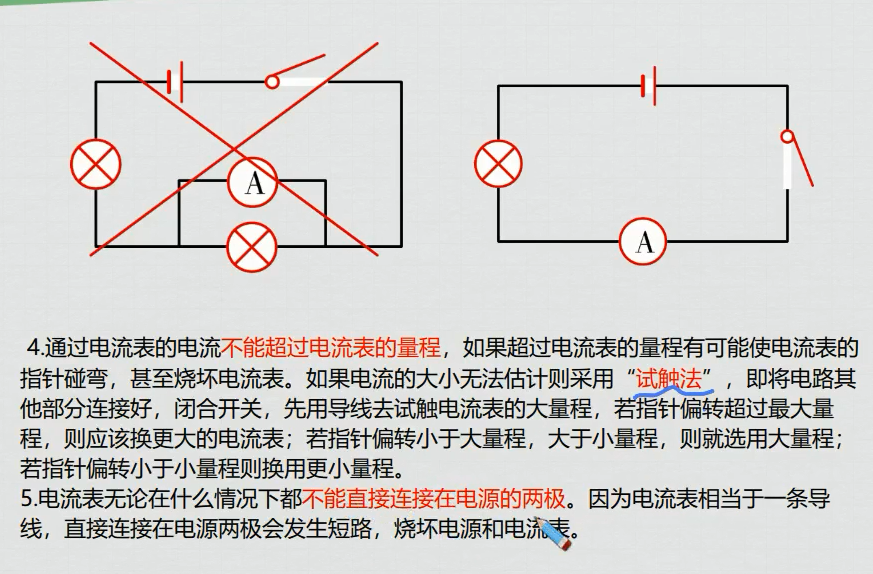 A
A
4.通过电流表的电流不能超过电流表的量程，如果超过电流表的量程有可能使电流表的
指针碰弯，甚至烧坏电流表。如果电流的大小无法估计则采用“试触法”，即将电路其
他部分连接好，闭合开关，先用导线去试触电流表的大量程，若指针偏转超过最大量
程，则应该换更大的电流表；若指针偏转小于大量程，大于小量程，则就选用大量程；
若指针偏转小于小量程则换用更小量程。
5.电流表无论在什么情况下都不能直接连接在电源的两极。因为电流表相当于一条导
线，直接连接在电源两极会发生短路，烧坏电源和电流表。